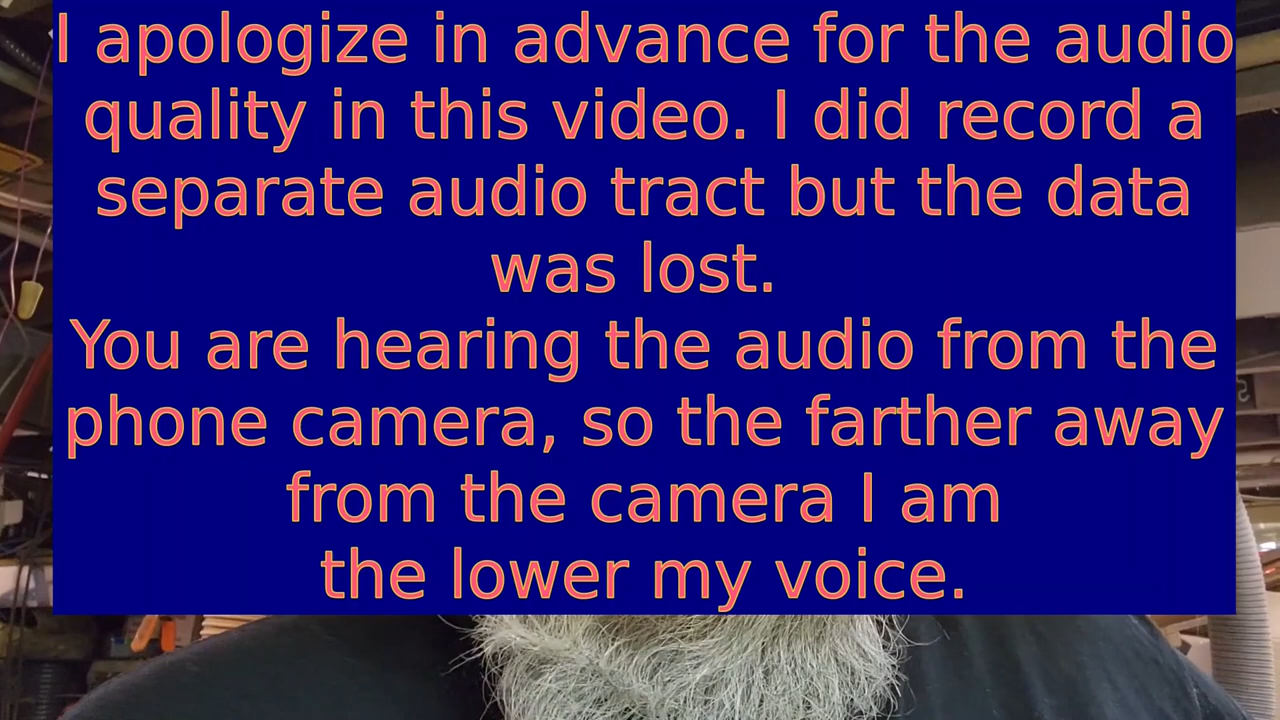 I apologize in advance for the audio
quality in this video. I did record a
separate audio tract but the data
was lost.
You are hearing the audio from the
phone camera, so the farther away
from the camera I am
the lower my voice.